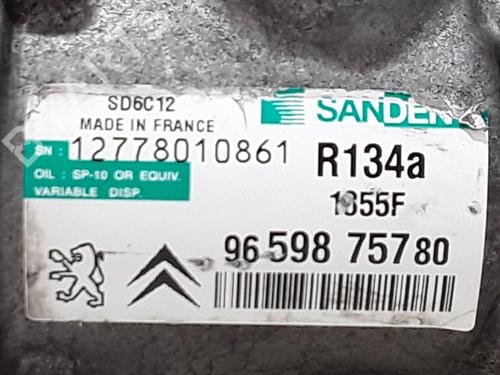 SD6C12
SANDEN
MADE IN FRANCE
SN : 12778010861
R134a
OIL : SP-10 OR EQUIV.
VARIABLE DISP.
1855F
96 598 757 80